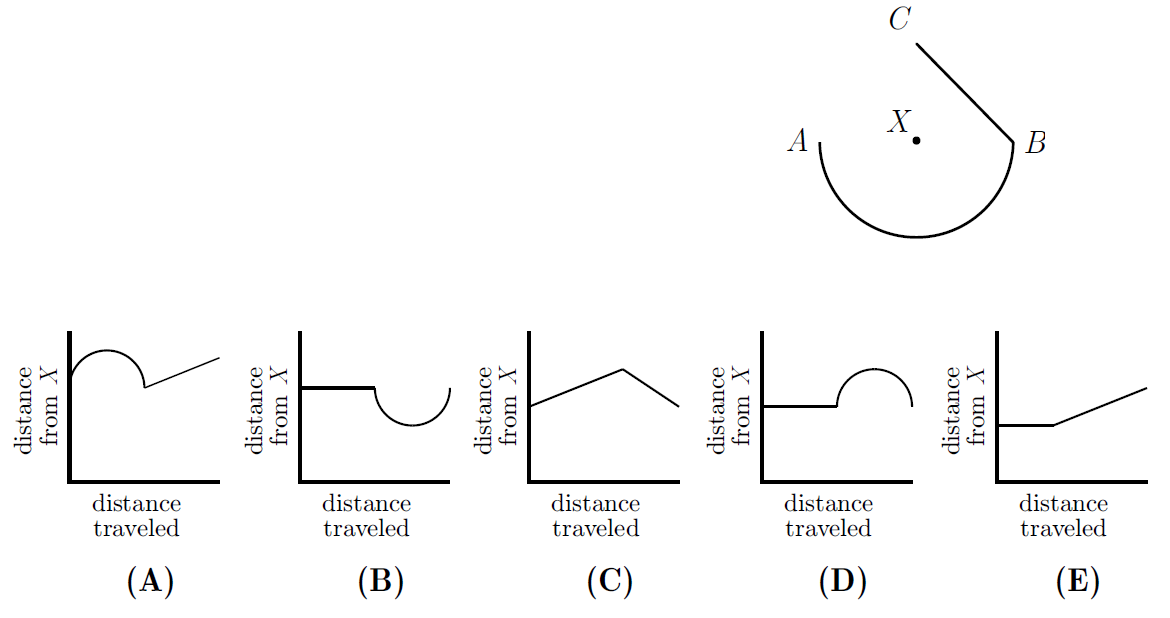 C
X
A
B
distance
from X
distance
traveled
(A)
distance
from X
distance
traveled
(B)
distance
from X
distance
traveled
(C)
distance
from X
distance
traveled
(D)
distance
from X
distance
traveled
(E)